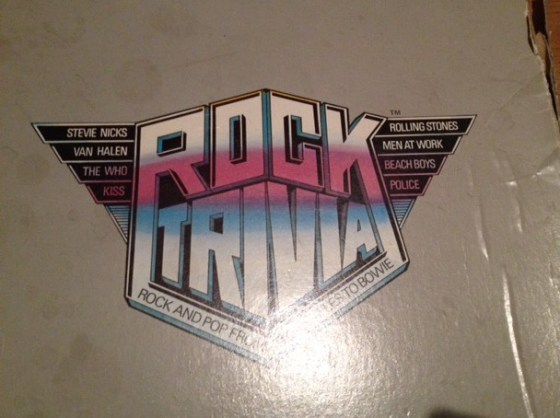 STEVIE NICKS
VAN HALEN
THE WHO
KISS
ROCK
TRIVIA
TM
ROLLING STONES
MEN AT WORK
BEACH BOYS
POLICE
ROCK AND POP TO BOWIE